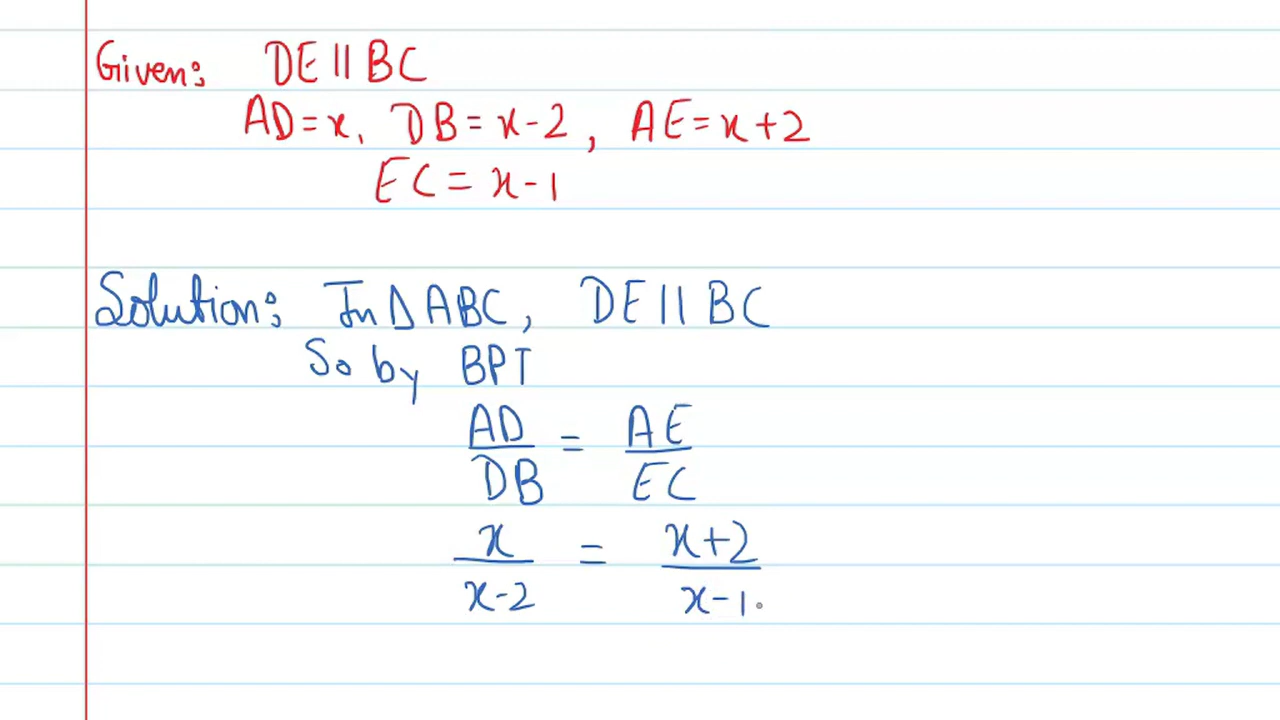 Given: DE || BC
AD = x, DB = x-2, AE = x+2
EC = x-1
Solution: In Δ ABC, DE || BC
So by BPT
AD/DB = AE/EC
x/x-2 = x+2/x-1